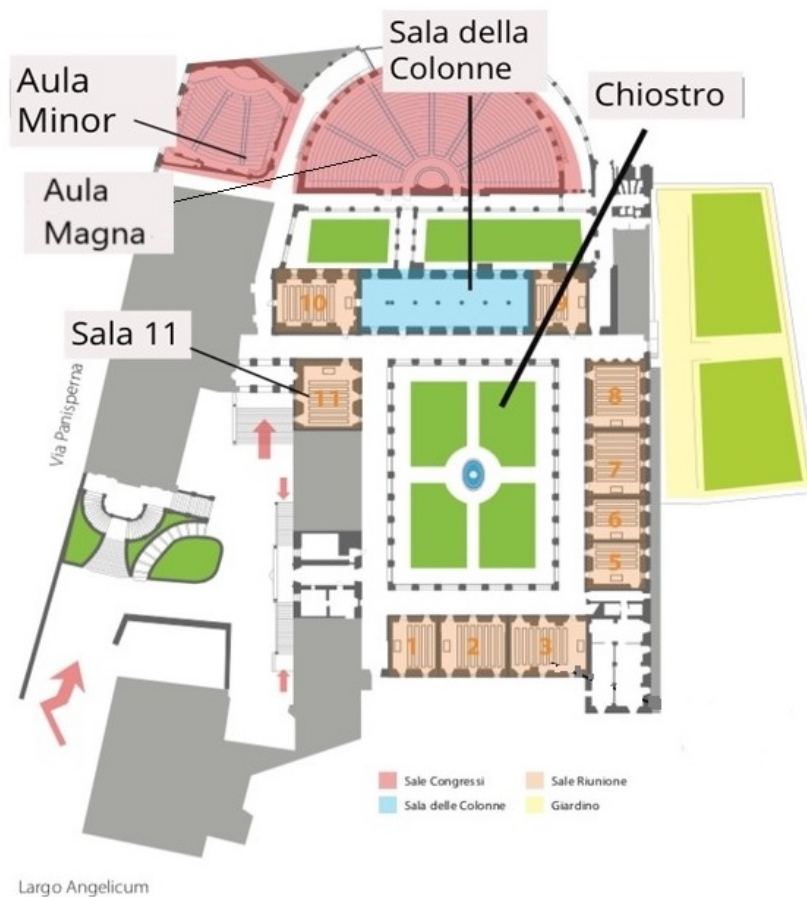 Sala della
Colonne
Chiostro
Aula
Minor
Aula
Magna
10
9
Sala 11
11
8
Via Panisperna
7
6
5
1
2
3
Sale Congressi
Sale Riunione
Sala delle Colonne
Giardino
Largo Angelicum